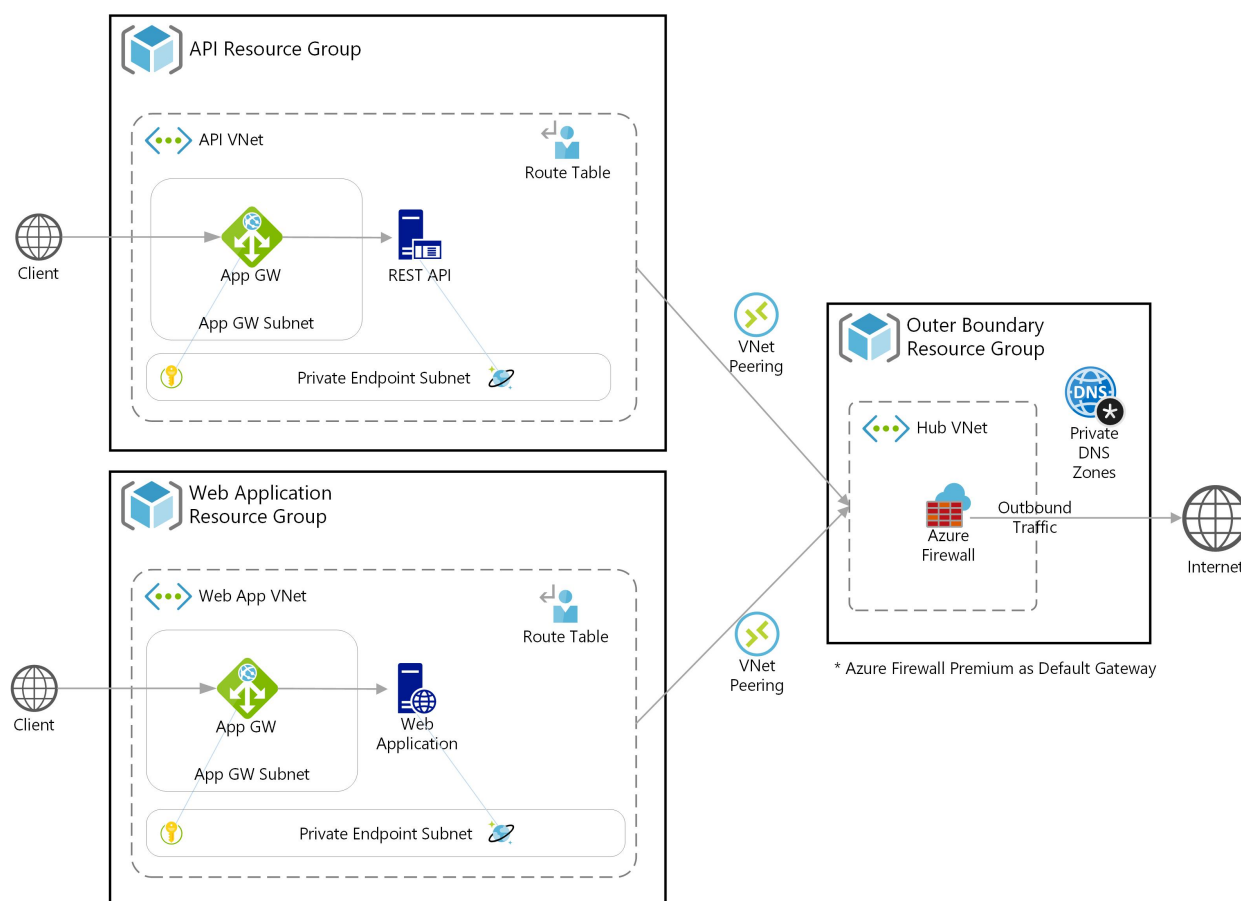 API Resource Group
API VNet
Route Table
Client
App GW
REST API
App GW Subnet
Private Endpoint Subnet
VNet
Peering
Outer Boundary
Resource Group
DNS
*
Private
DNS
Zones
Hub VNet
Azure
Firewall
Outbound
Traffic
Internet
* Azure Firewall Premium as Default Gateway
Web Application
Resource Group
Web App VNet
Route Table
Client
App GW
Web
Application
App GW Subnet
Private Endpoint Subnet
VNet
Peering